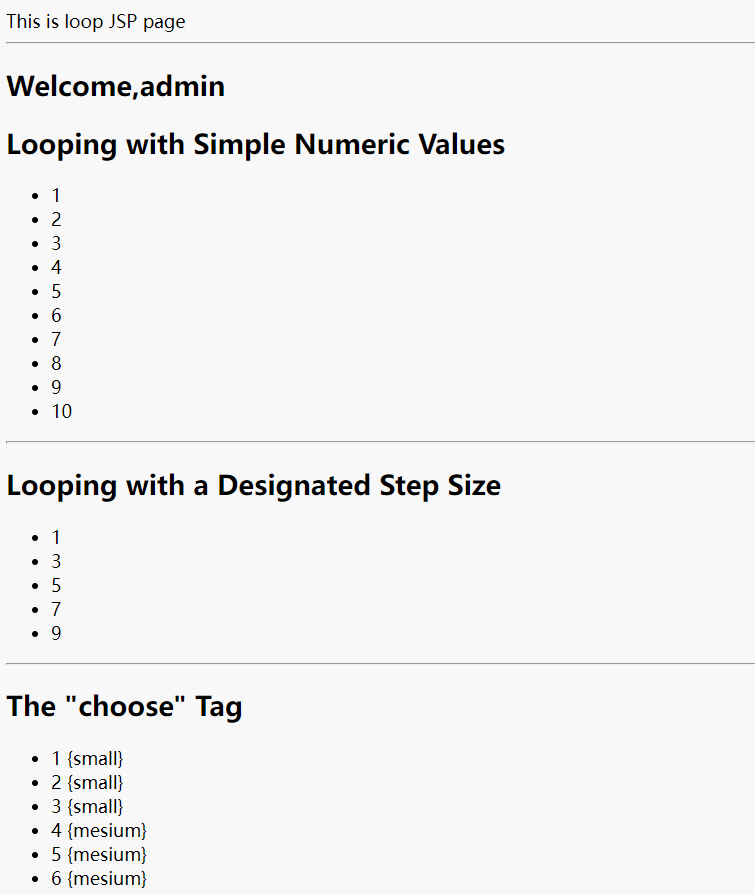 This is loop JSP page
Welcome,admin
Looping with Simple Numeric Values
1
2
3
4
5
6
7
8
9
10
Looping with a Designated Step Size
1
3
5
7
9
The "choose" Tag
1 {small}
2 {small}
3 {small}
4 {mesium}
5 {mesium}
6 {mesium}